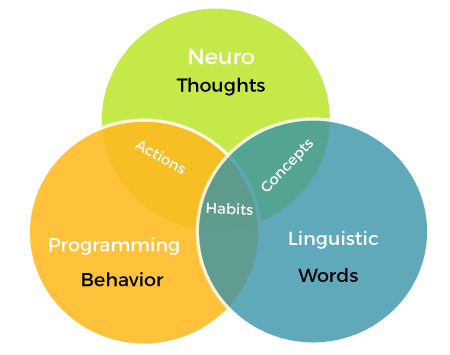 Neuro
Thoughts
Actions
Concepts
Habits
Programming
Behavior
Linguistic
Words